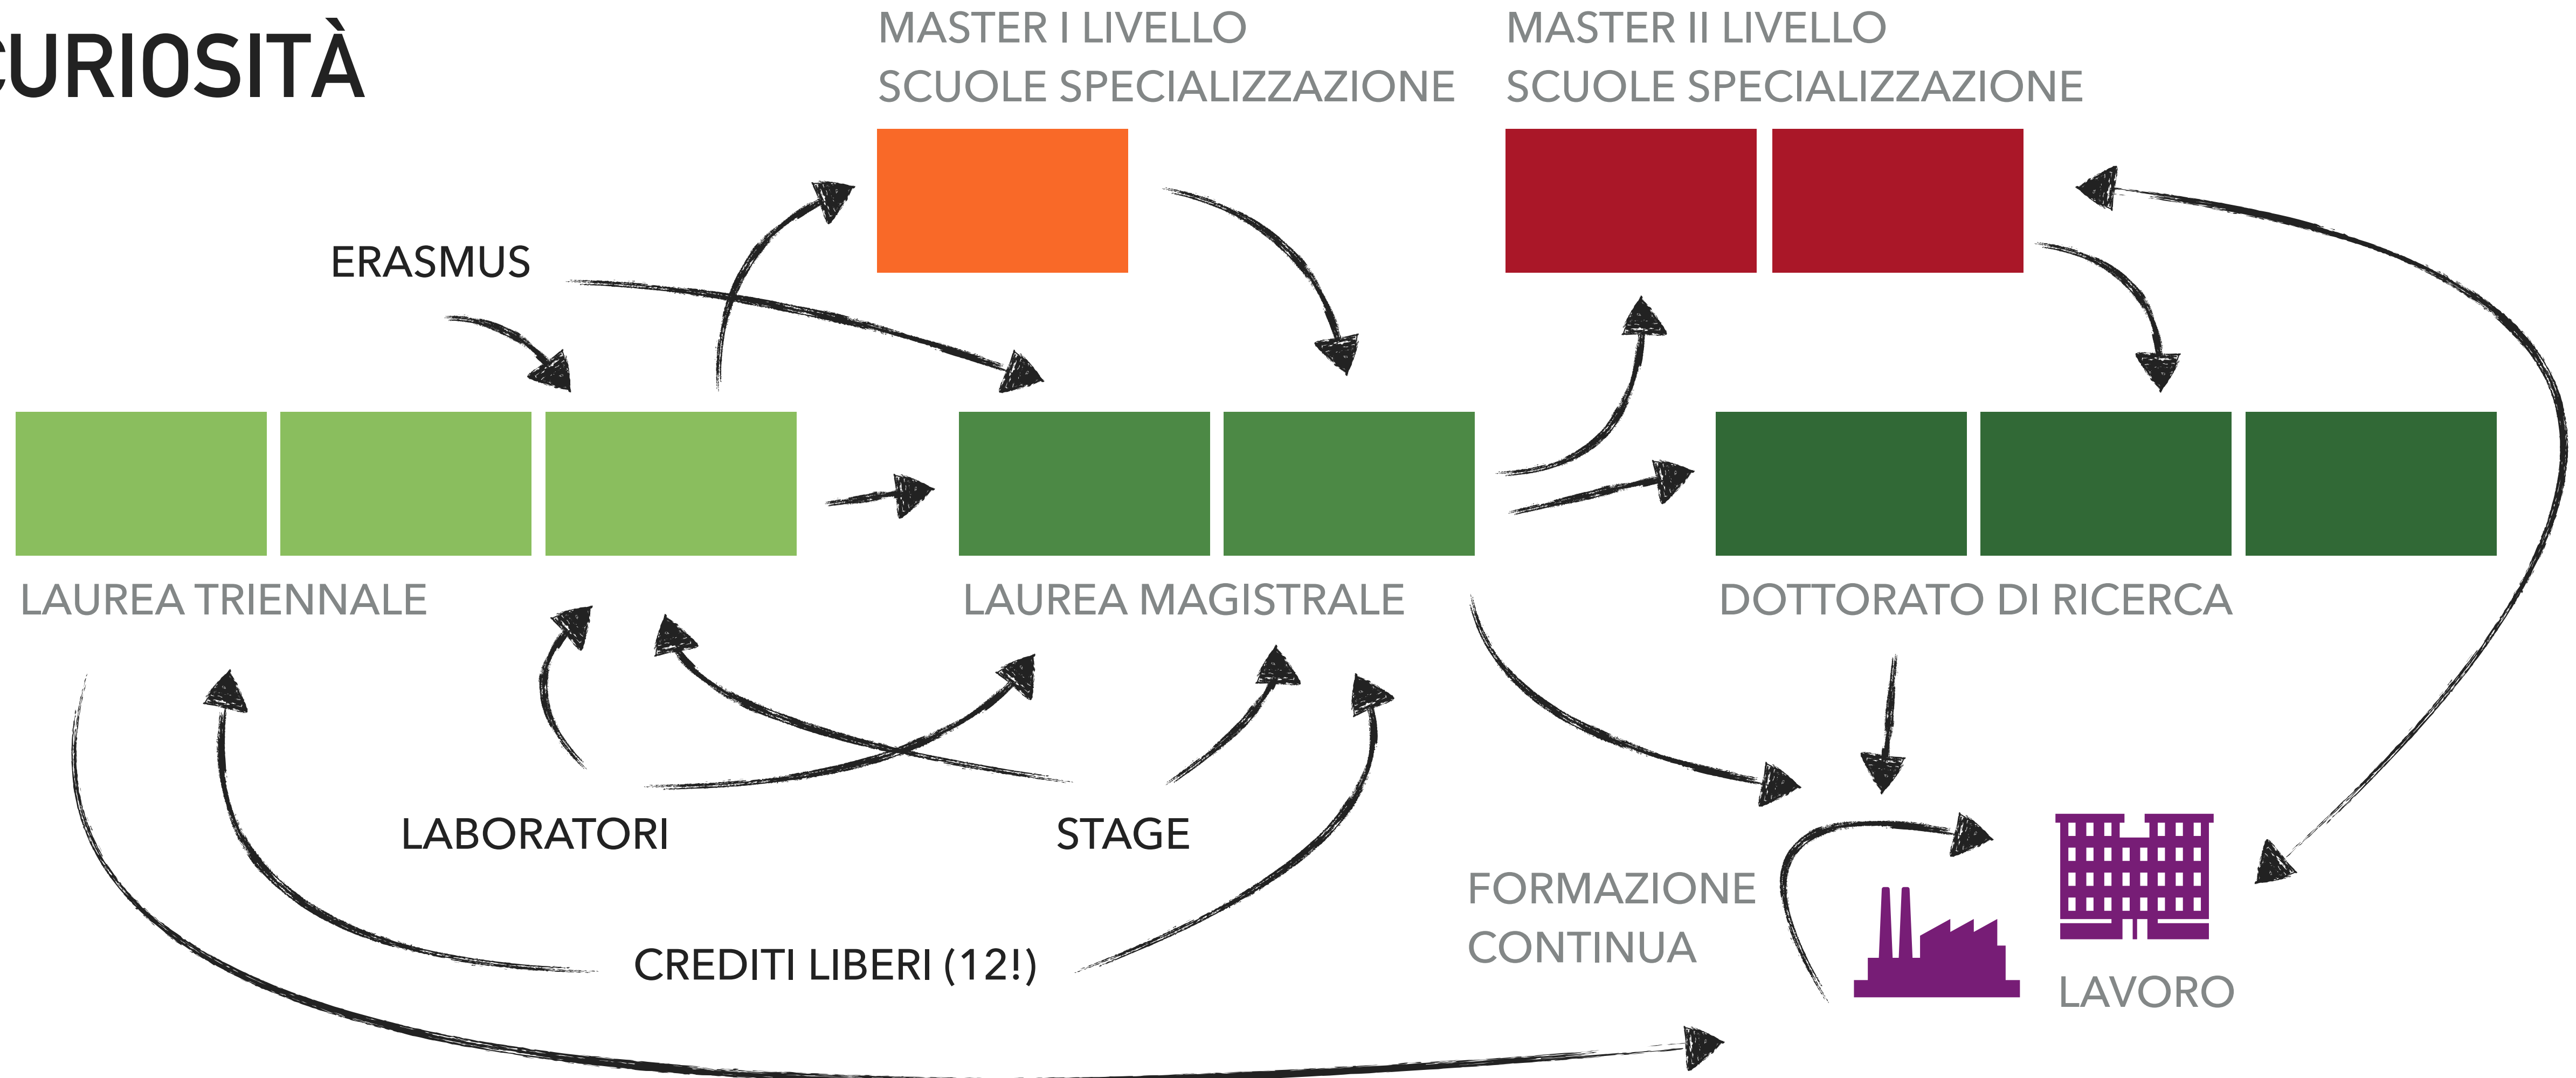 CURIOSITÀ
MASTER I LIVELLO
SCUOLE SPECIALIZZAZIONE
MASTER II LIVELLO
SCUOLE SPECIALIZZAZIONE
ERASMUS
LAUREA TRIENNALE
LAUREA MAGISTRALE
DOTTORATO DI RICERCA
LABORATORI
STAGE
CREDITI LIBERI (12!)
FORMAZIONE
CONTINUA
LAVORO